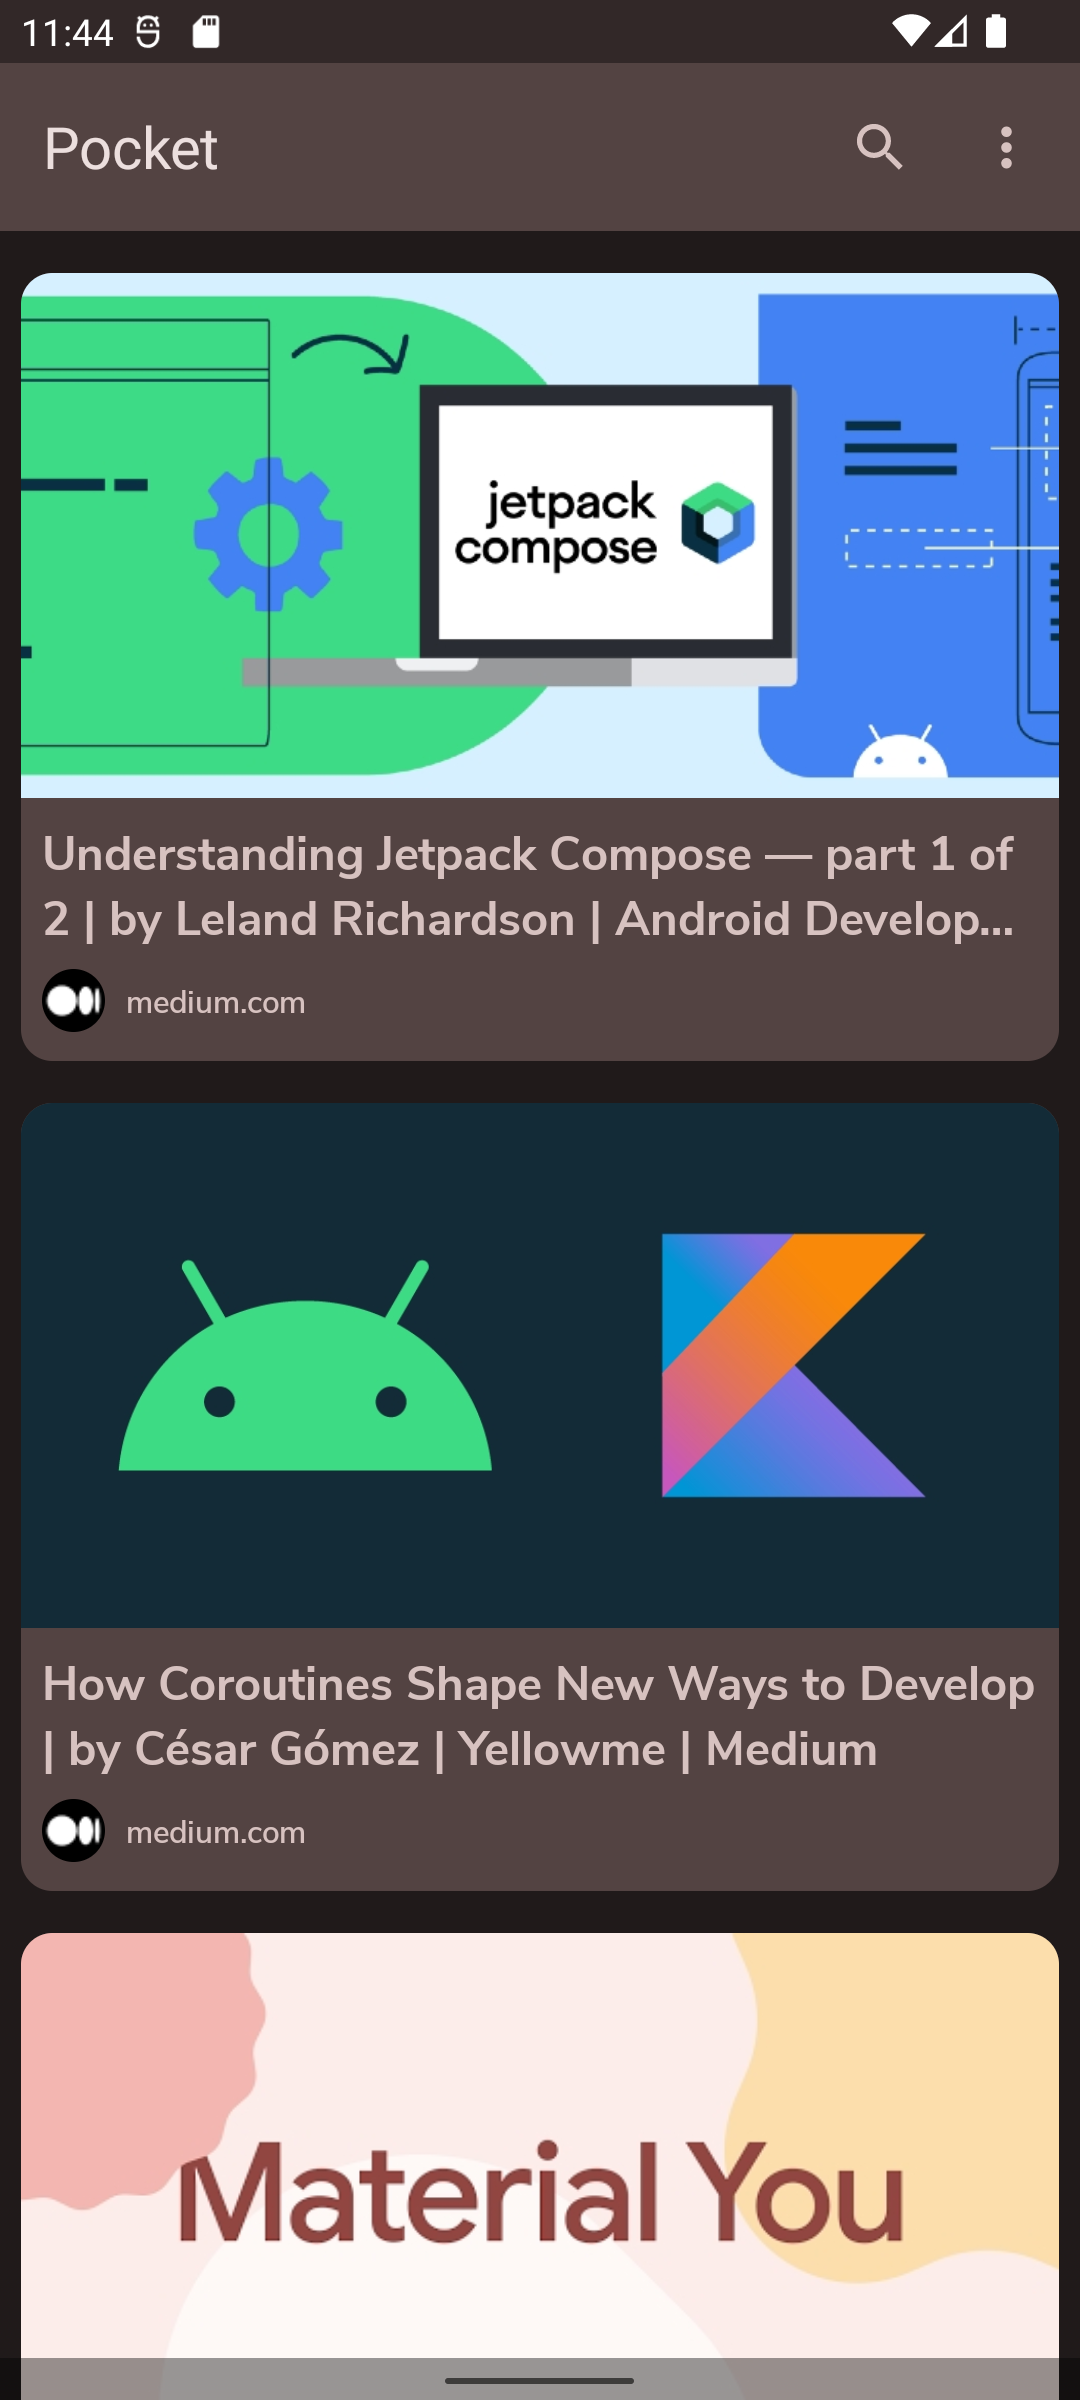 11:44
Pocket
jetpack
compose
Understanding Jetpack Compose — part 1 of
2 | by Leland Richardson | Android Develop...
medium.com
How Coroutines Shape New Ways to Develop
| by César Gómez | Yellowme | Medium
medium.com
Material You